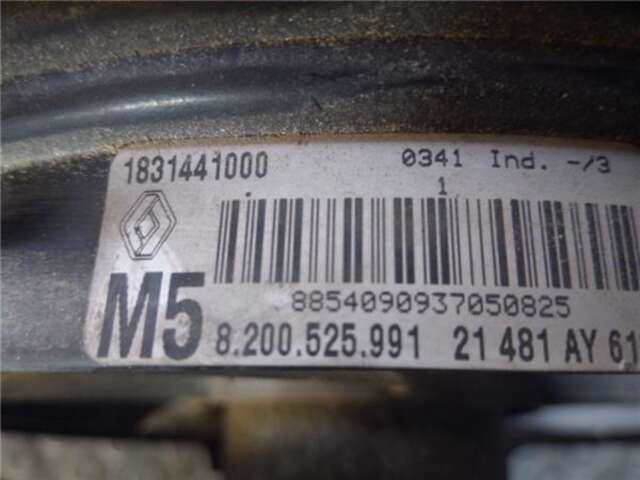 1831441000 0341 Ind. -/3
1
8854090937050825
M5 8.200.525.991 21 481 AY 61